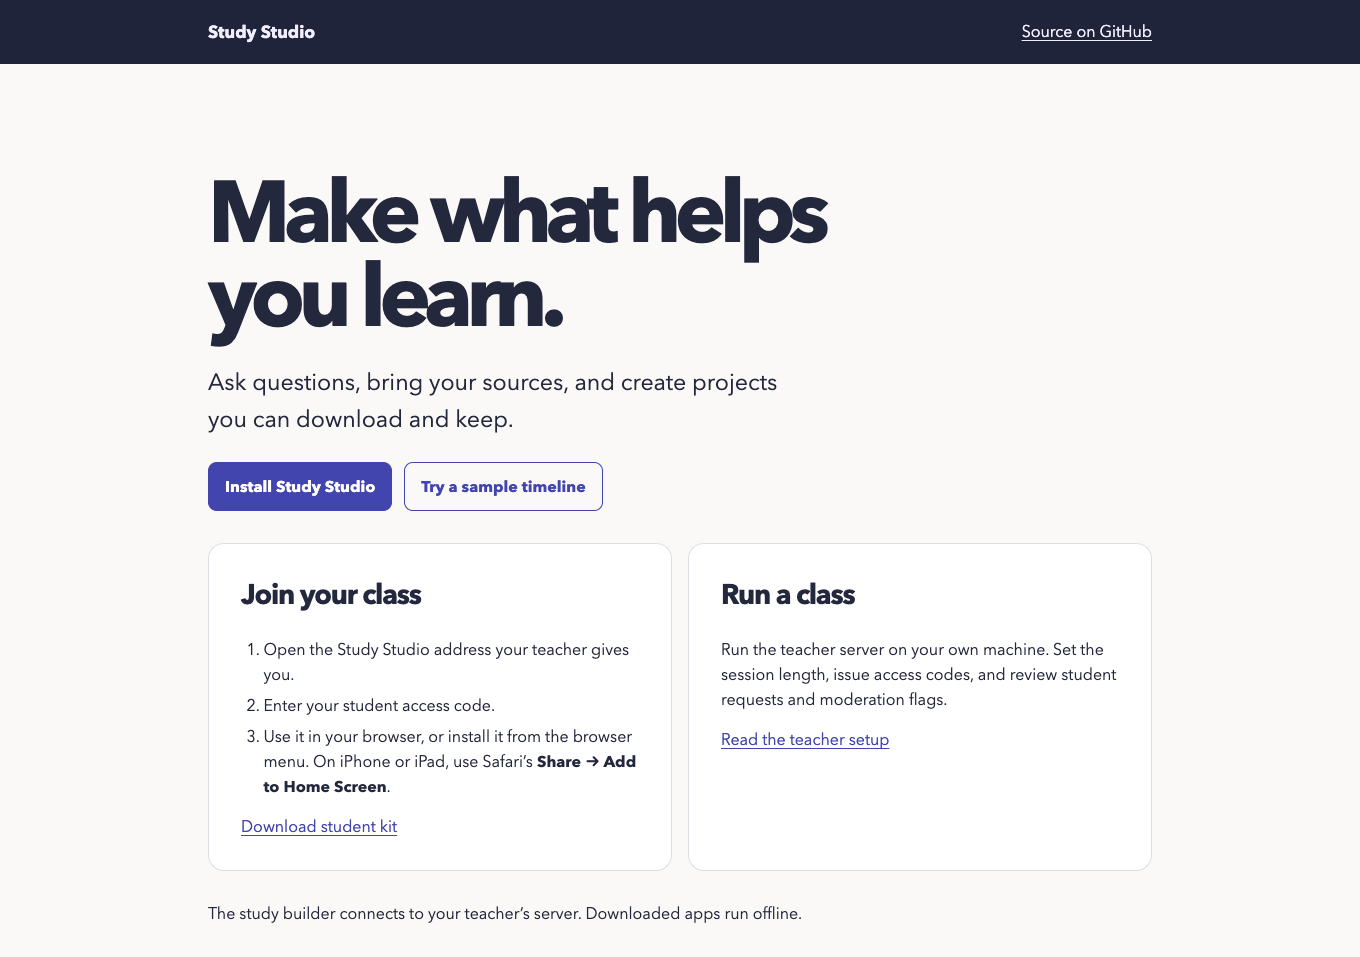 Study Studio
Source on GitHub
Make what helps
you learn.
Ask questions, bring your sources, and create projects
you can download and keep.
Install Study Studio
Try a sample timeline
Join your class
1. Open the Study Studio address your teacher gives
you.
2. Enter your student access code.
3. Use it in your browser, or install it from the browser
menu. On iPhone or iPad, use Safari’s Share → Add
to Home Screen.
Download student kit
Run a class
Run the teacher server on your own machine. Set the
session length, issue access codes, and review student
requests and moderation flags.
Read the teacher setup
The study builder connects to your teacher’s server. Downloaded apps run offline.